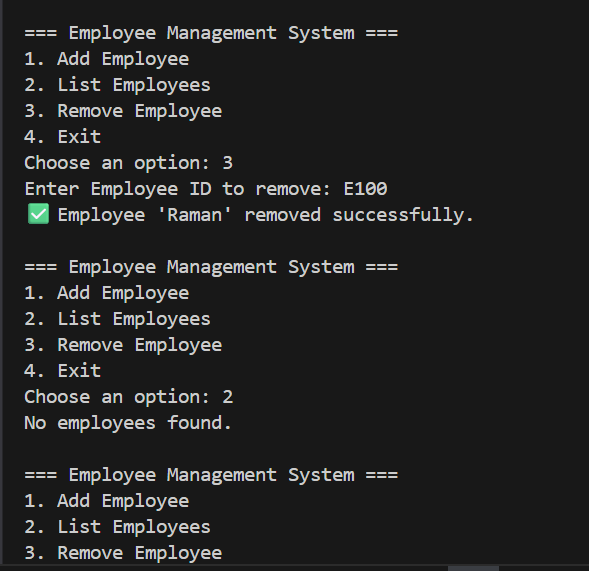 === Employee Management System ===
1. Add Employee
2. List Employees
3. Remove Employee
4. Exit
Choose an option: 3
Enter Employee ID to remove: E100
✅ Employee 'Raman' removed successfully.
=== Employee Management System ===
1. Add Employee
2. List Employees
3. Remove Employee
4. Exit
Choose an option: 2
No employees found.
=== Employee Management System ===
1. Add Employee
2. List Employees
3. Remove Employee